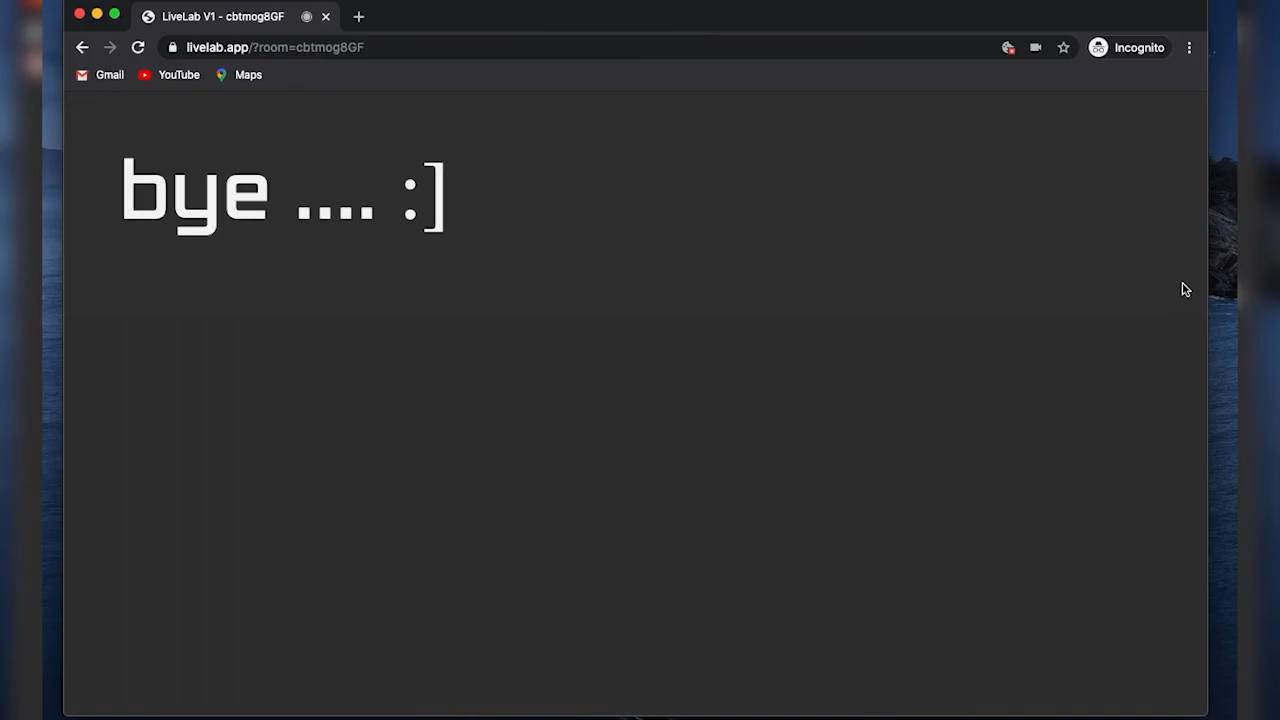 LiveLab V1 - cbtmog8GF
livelab.app/?room=cbtmog8GF
Incognito
Gmail
YouTube
Maps
bye .... :]